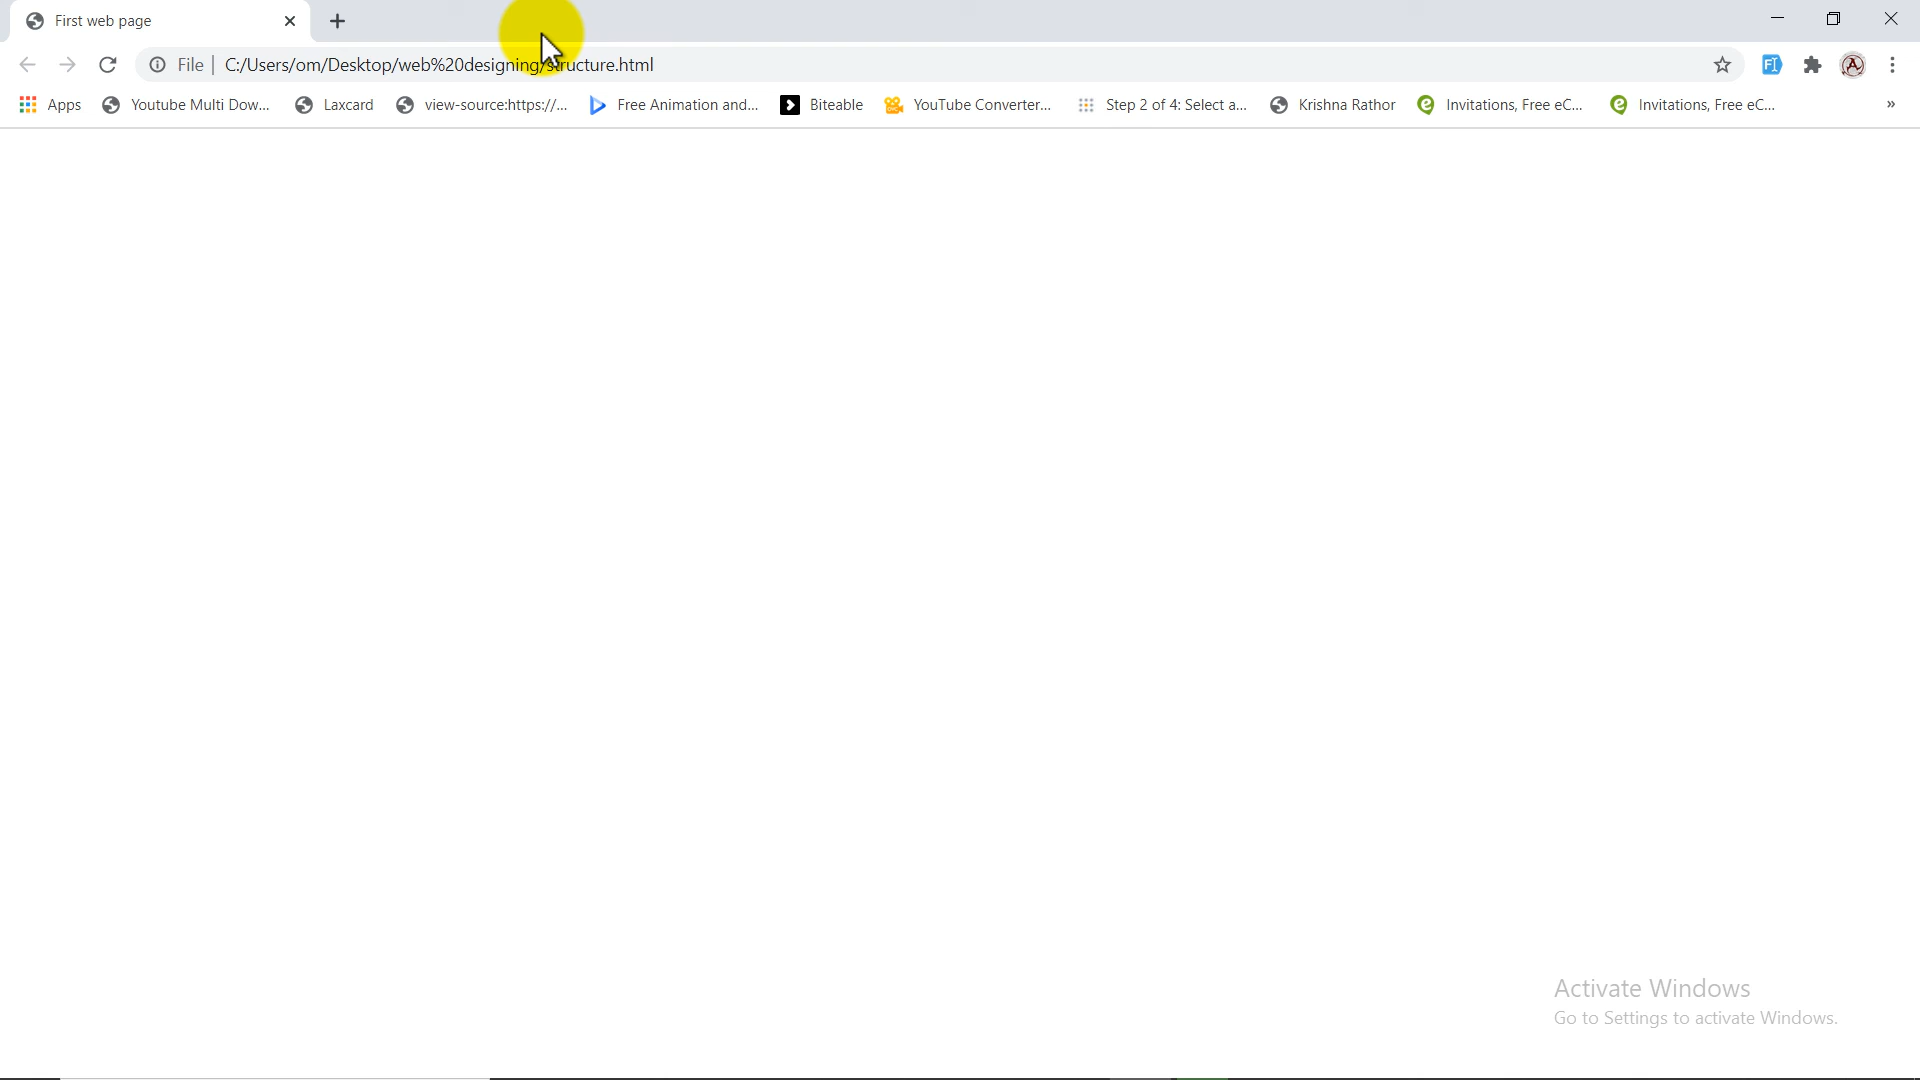 First web page
File C:/Users/om/Desktop/web%20designing/structure.html
Apps Youtube Multi Dow... Laxcard view-source:https://... Free Animation and... Biteable YouTube Converter... Step 2 of 4: Select a... Krishna Rathor Invitations, Free eC... Invitations, Free eC... »
Activate Windows
Go to Settings to activate Windows.